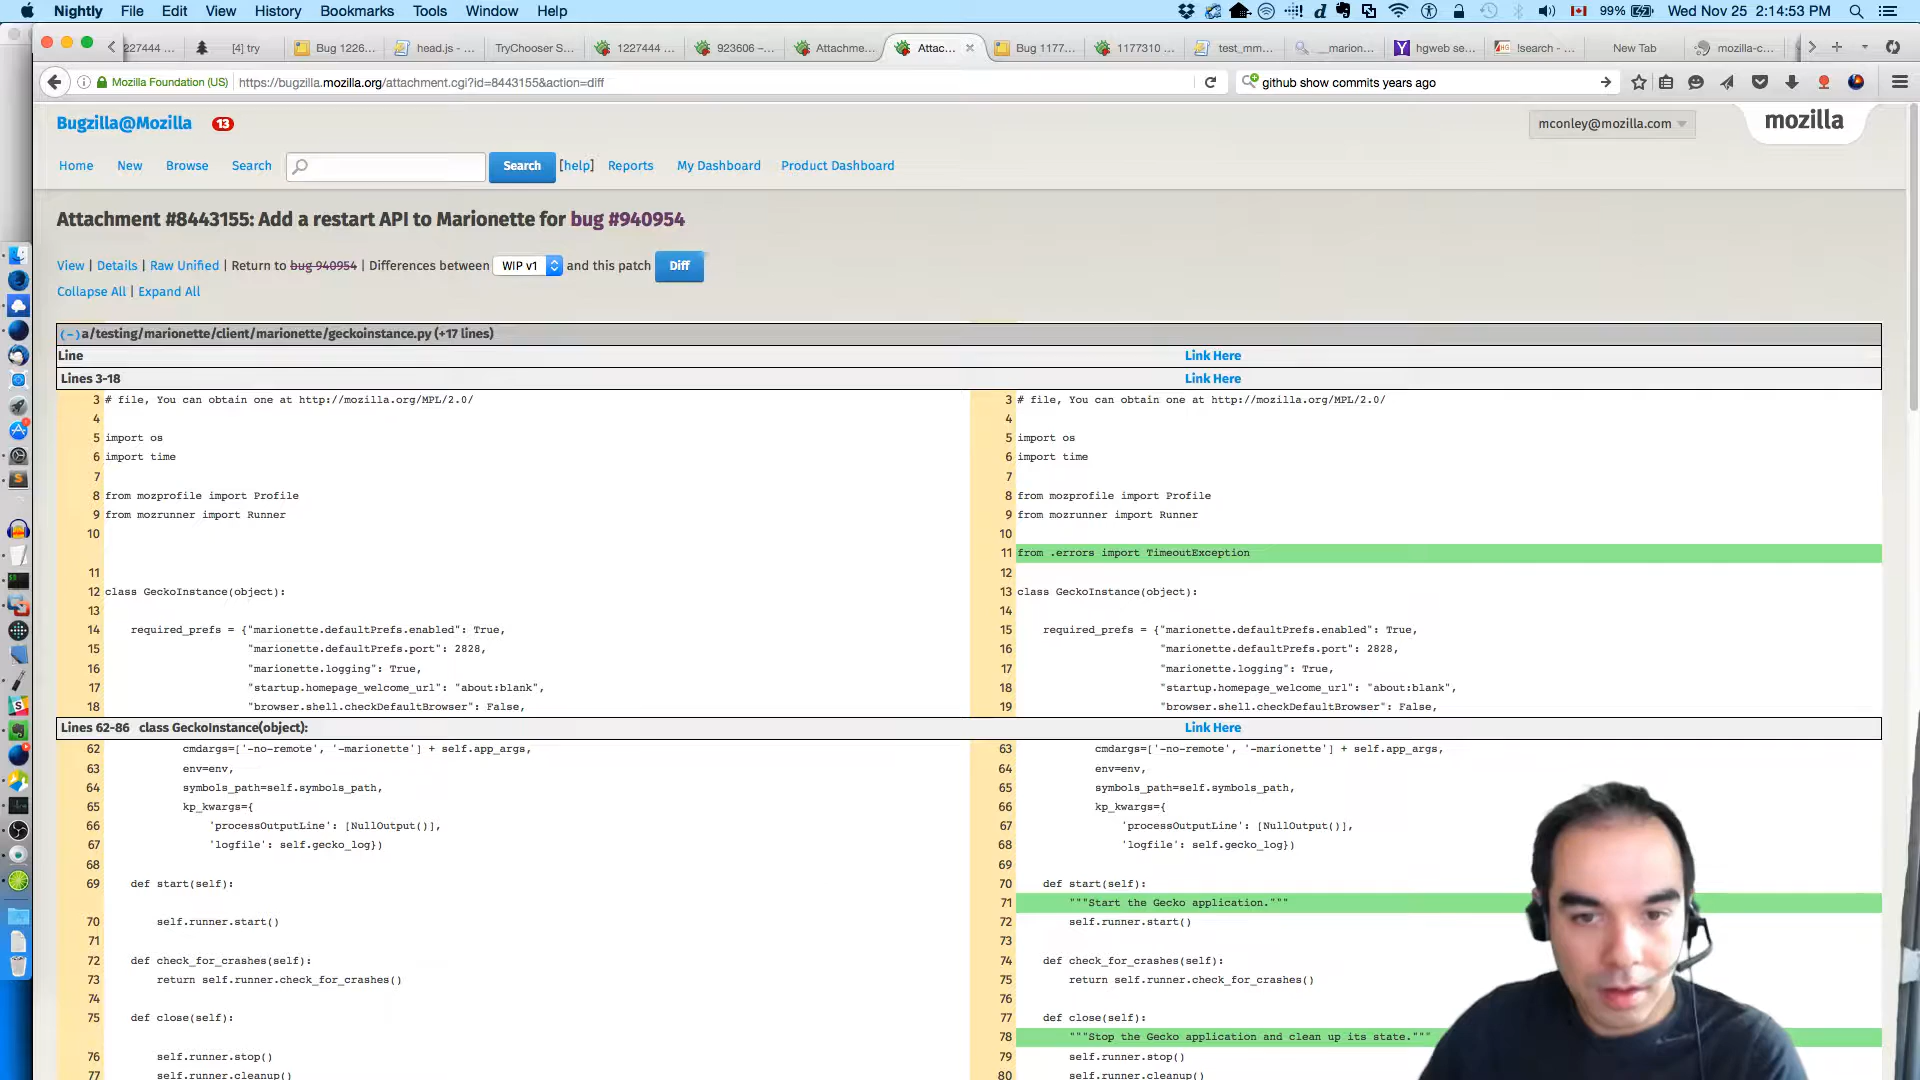 Nightly File Edit View History Bookmarks Tools Window Help
99% Wed Nov 25 2:14:53 PM
227444 ...
[4] try
Bug 1226...
head.js - ...
TryChooser S...
1227444 ...
923606 –...
Attachme...
Attac...
Bug 1177...
1177310 ...
test_mm...
__marion...
hgweb se...
!search - ...
New Tab
mozilla-c...
Mozilla Foundation (US)
https://bugzilla.mozilla.org/attachment.cgi?id=8443155&action=diff
github show commits years ago
Bugzilla@Mozilla 13
mconley@mozilla.com
mozilla
Home New Browse Search
Search [help] Reports My Dashboard Product Dashboard
Attachment #8443155: Add a restart API to Marionette for bug #940954
View | Details | Raw Unified | Return to bug 940954 | Differences between WIP v1 and this patch Diff
Collapse All | Expand All
(-)a/testing/marionette/client/marionette/geckoinstance.py (+17 lines)
Line Link Here
Lines 3-18 Link Here
3 # file, You can obtain one at http://mozilla.org/MPL/2.0/
4
5 import os
6 import time
7
8 from mozprofile import Profile
9 from mozrunner import Runner
10
11
12 class GeckoInstance(object):
13
14 required_prefs = {"marionette.defaultPrefs.enabled": True,
15 "marionette.defaultPrefs.port": 2828,
16 "marionette.logging": True,
17 "startup.homepage_welcome_url": "about:blank",
18 "browser.shell.checkDefaultBrowser": False,
3 # file, You can obtain one at http://mozilla.org/MPL/2.0/
4
5 import os
6 import time
7
8 from mozprofile import Profile
9 from mozrunner import Runner
10
11 from .errors import TimeoutException
12
13 class GeckoInstance(object):
14
15 required_prefs = {"marionette.defaultPrefs.enabled": True,
16 "marionette.defaultPrefs.port": 2828,
17 "marionette.logging": True,
18 "startup.homepage_welcome_url": "about:blank",
19 "browser.shell.checkDefaultBrowser": False,
Lines 62-86 class GeckoInstance(object): Link Here
62 cmdargs=['-no-remote', '-marionette'] + self.app_args,
63 env=env,
64 symbols_path=self.symbols_path,
65 kp_kwargs={
66 'processOutputLine': [NullOutput()],
67 'logfile': self.gecko_log})
68
69 def start(self):
70 self.runner.start()
71
72 def check_for_crashes(self):
73 return self.runner.check_for_crashes()
74
75 def close(self):
76 self.runner.stop()
77 self.runner.cleanup()
63 cmdargs=['-no-remote', '-marionette'] + self.app_args,
64 env=env,
65 symbols_path=self.symbols_path,
66 kp_kwargs={
67 'processOutputLine': [NullOutput()],
68 'logfile': self.gecko_log})
69
70 def start(self):
71 """Start the Gecko application."""
72 self.runner.start()
73
74 def check_for_crashes(self):
75 return self.runner.check_for_crashes()
76
77 def close(self):
78 """Stop the Gecko application and clean up its state."""
79 self.runner.stop()
80 self.runner.cleanup()